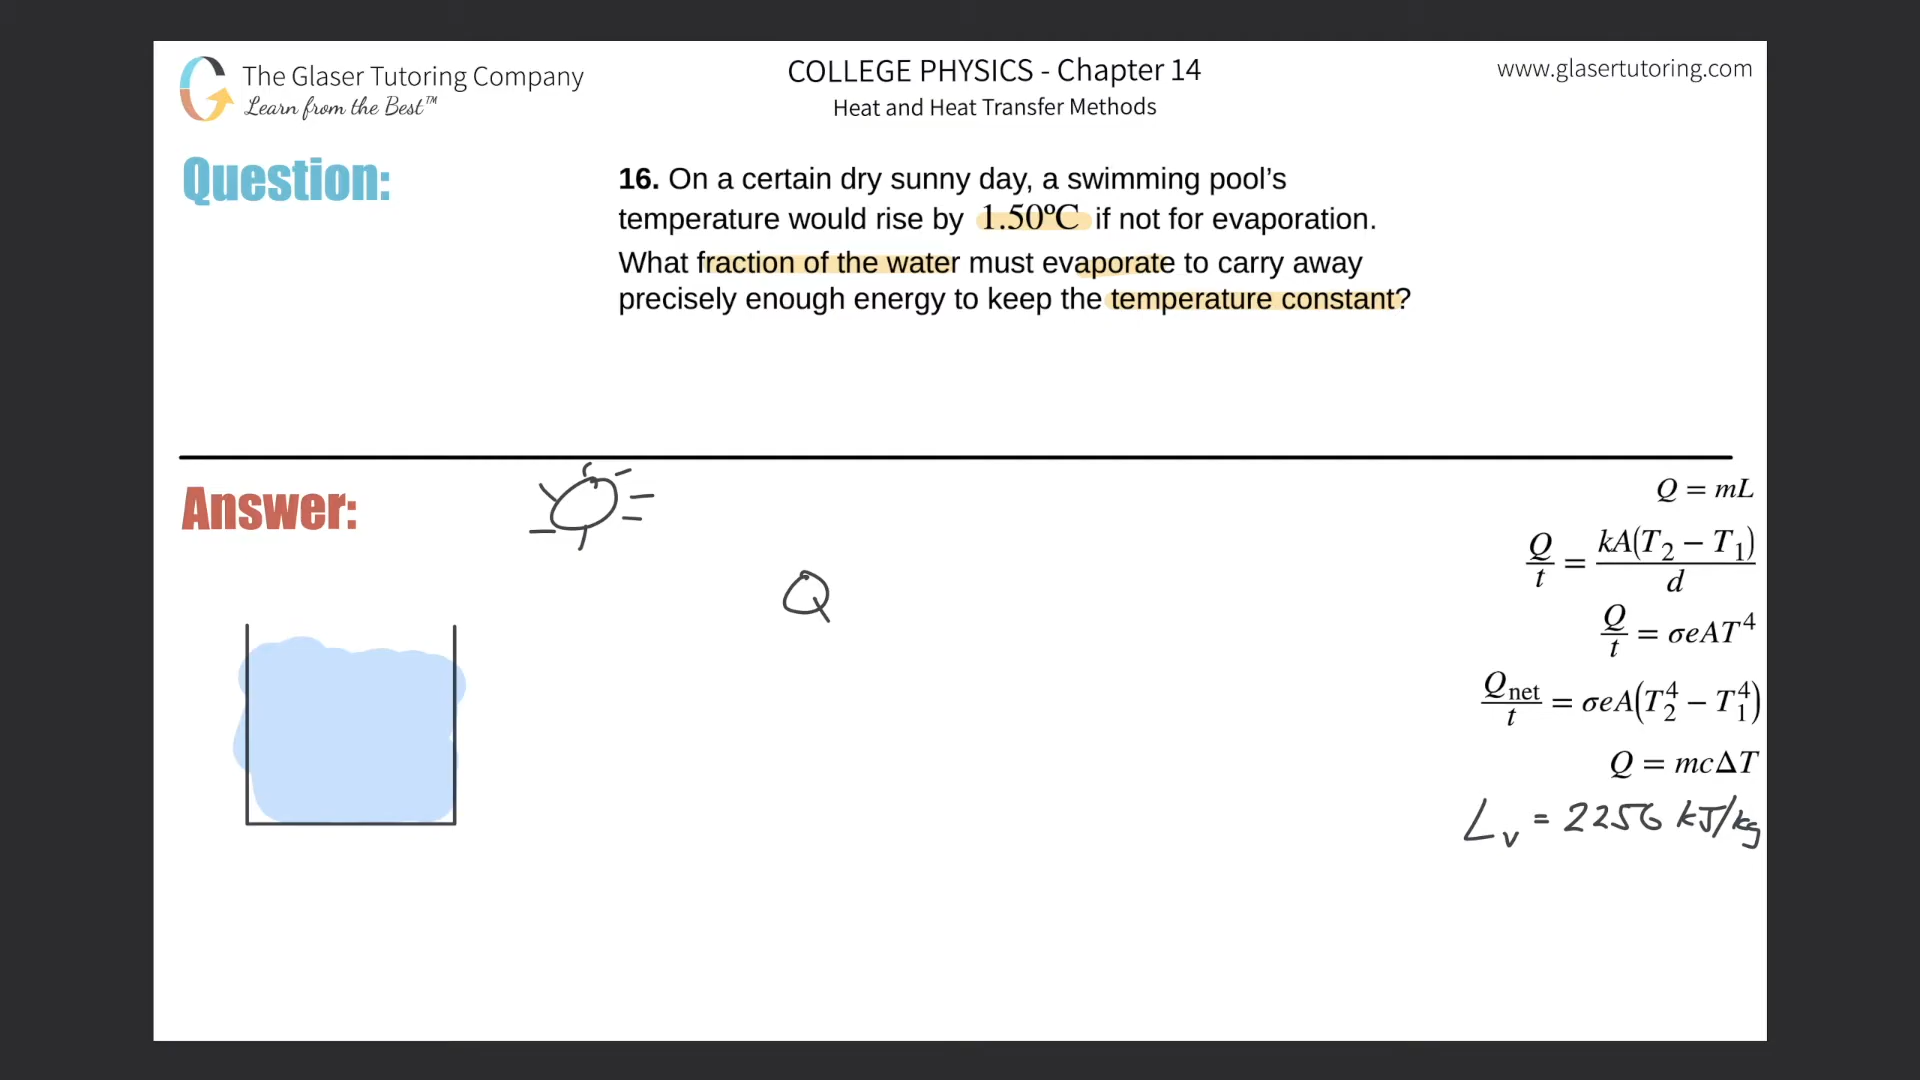 The Glaser Tutoring Company
Learn from the Best™
COLLEGE PHYSICS - Chapter 14
Heat and Heat Transfer Methods
www.glasertutoring.com
Question:
16. On a certain dry sunny day, a swimming pool's
temperature would rise by 1.50ºC if not for evaporation.
What fraction of the water must evaporate to carry away
precisely enough energy to keep the temperature constant?
Answer:
Q
Q = mL
Q/t = kA(T₂ − T₁)/d
Q/t = σeAT⁴
Qnet/t = σeA(T₂⁴ − T₁⁴)
Q = mcΔT
Lv = 2256 kJ/kg